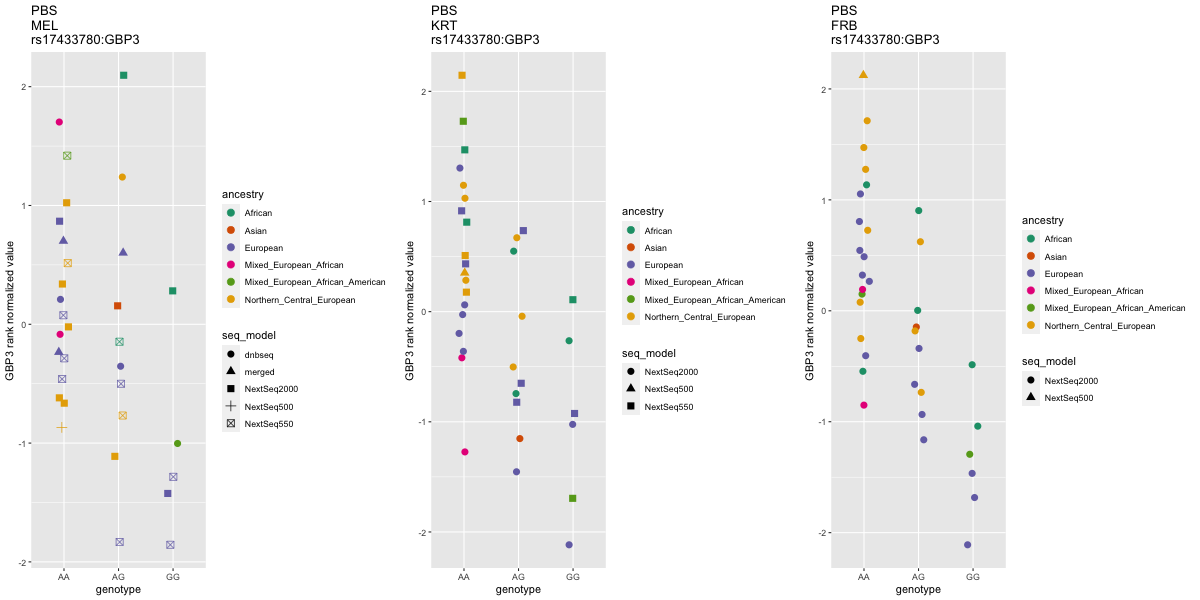 PBS
MEL
rs17433780:GBP3
GBP3 rank normalized value
2
1
0
-1
-2
AA AG GG
genotype
ancestry
African
Asian
European
Mixed_European_African
Mixed_European_African_American
Northern_Central_European
seq_model
dnbseq
merged
NextSeq2000
NextSeq500
NextSeq550
PBS
KRT
rs17433780:GBP3
GBP3 rank normalized value
2
1
0
-1
-2
AA AG GG
genotype
ancestry
African
Asian
European
Mixed_European_African
Mixed_European_African_American
Northern_Central_European
seq_model
NextSeq2000
NextSeq500
NextSeq550
PBS
FRB
rs17433780:GBP3
GBP3 rank normalized value
2
1
0
-1
-2
AA AG GG
genotype
ancestry
African
Asian
European
Mixed_European_African
Mixed_European_African_American
Northern_Central_European
seq_model
NextSeq2000
NextSeq500